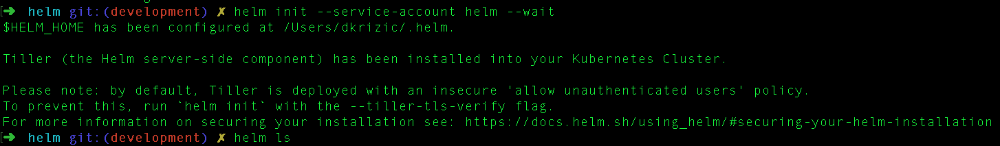 [➜ helm git:(development) ✗ helm init --service-account helm --wait
$HELM_HOME has been configured at /Users/dkrizic/.helm.
Tiller (the Helm server-side component) has been installed into your Kubernetes Cluster.
Please note: by default, Tiller is deployed with an insecure 'allow unauthenticated users' policy.
To prevent this, run `helm init` with the --tiller-tls-verify flag.
For more information on securing your installation see: https://docs.helm.sh/using_helm/#securing-your-helm-installation
[➜ helm git:(development) ✗ helm ls